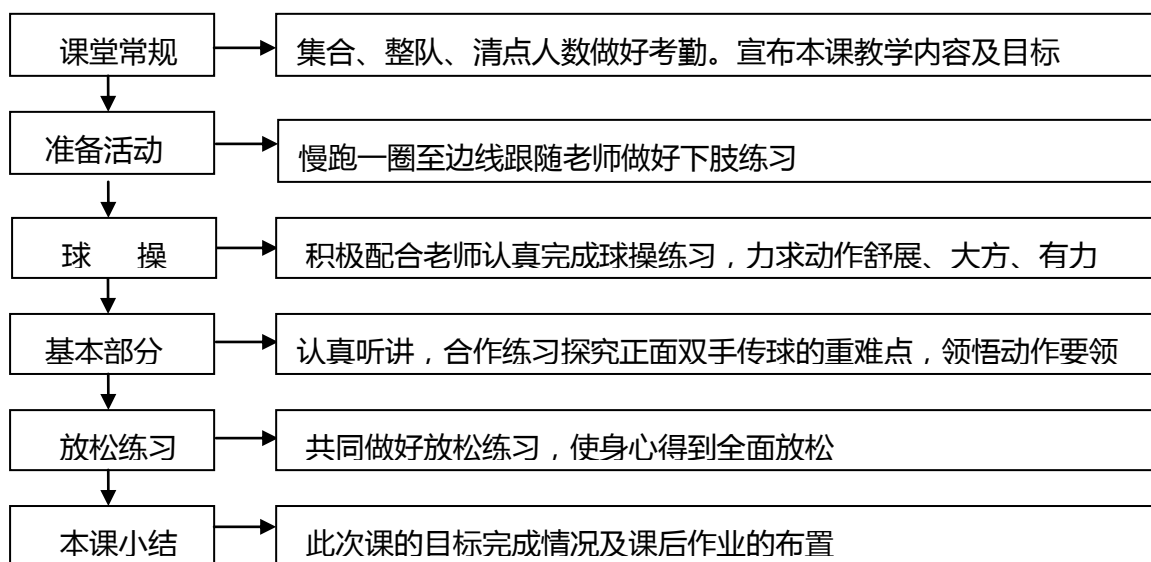 课堂常规
集合、整队、清点人数做好考勤。宣布本课教学内容及目标
准备活动
慢跑一圈至边线跟随老师做好下肢练习
球 操
积极配合老师认真完成球操练习，力求动作舒展、大方、有力
基本部分
认真听讲，合作练习探究正面双手传球的重难点，领悟动作要领
放松练习
共同做好放松练习，使身心得到全面放松
本课小结
此次课的目标完成情况及课后作业的布置